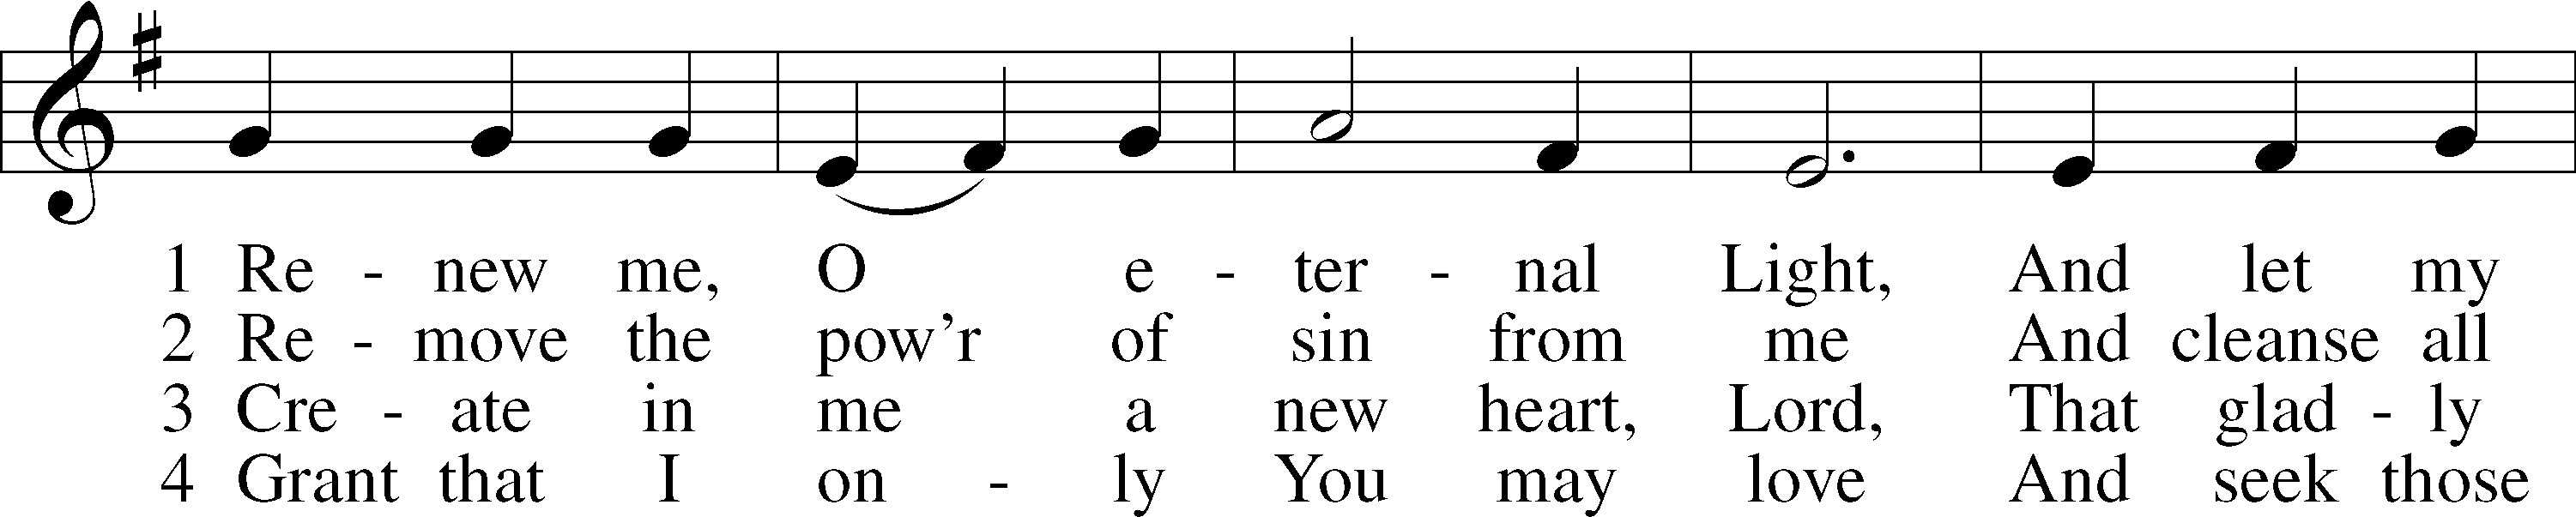 1 Re - new me, O e - ter - nal Light, And let my
2 Re - move the pow'r of sin from me And cleanse all
3 Cre - ate in me a new heart, Lord, That glad - ly
4 Grant that I on - ly You may love And seek those